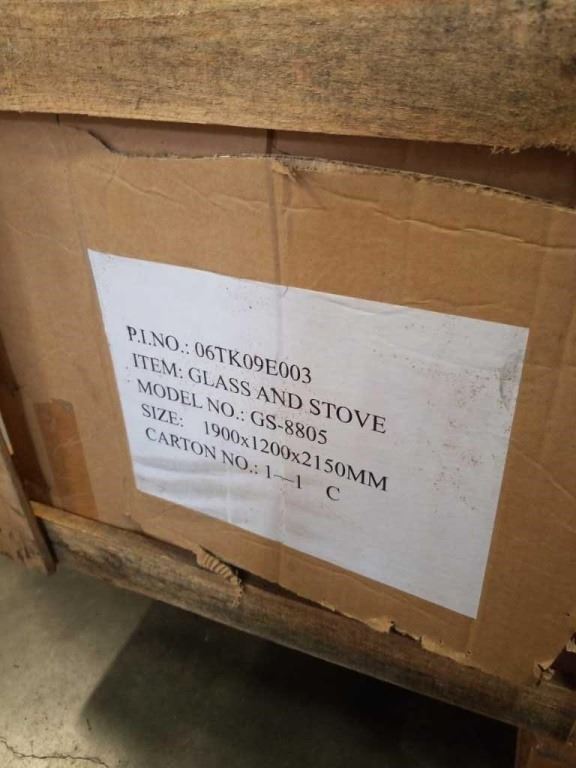 P.I.NO.: 06TK09E003
ITEM: GLASS AND STOVE
MODEL NO.: GS-8805
SIZE: 1900x1200x2150MM
CARTON NO.: 1—1 C